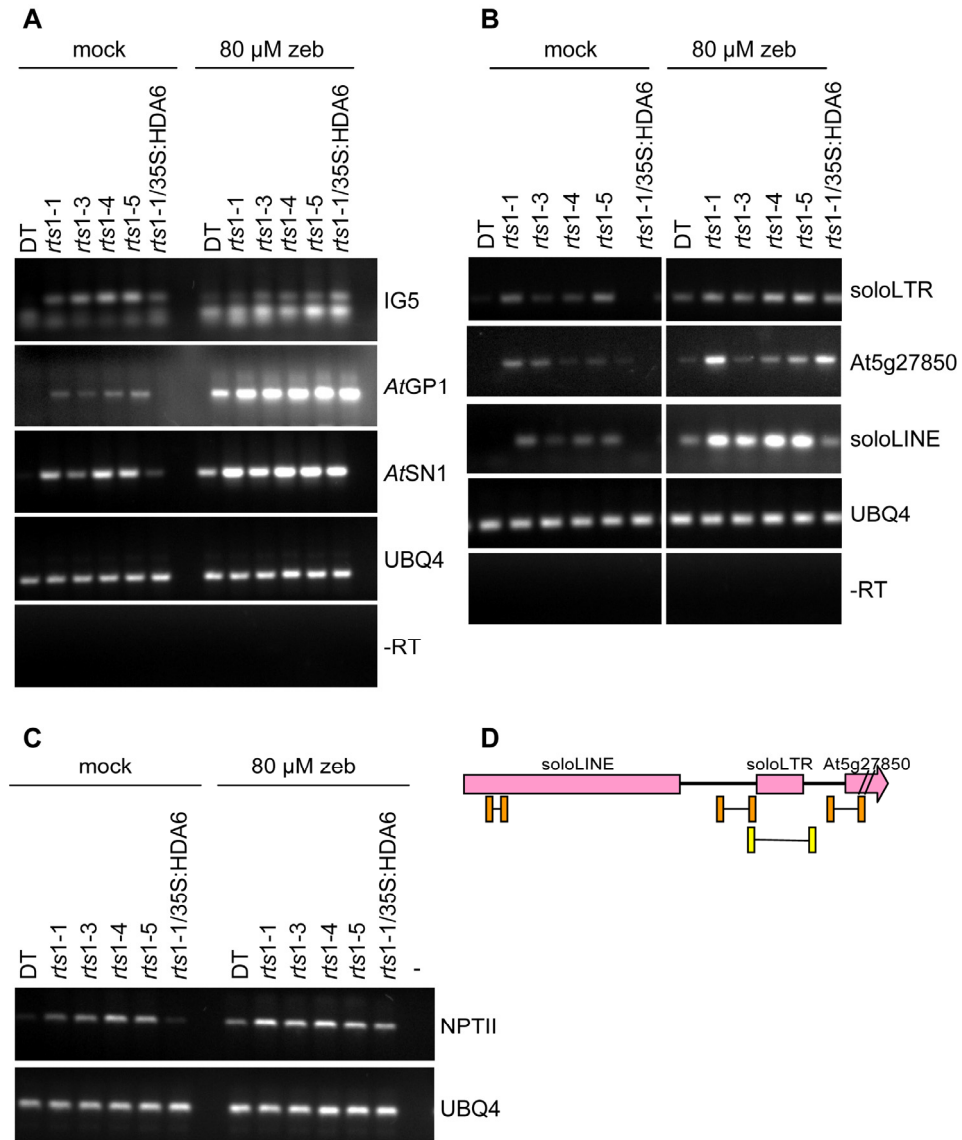 A
mock
80 µM zeb
DT
rts1-1
rts1-3
rts1-4
rts1-5
rts1-1/35S:HDA6
DT
rts1-1
rts1-3
rts1-4
rts1-5
rts1-1/35S:HDA6
IG5
AtGP1
AtSN1
UBQ4
-RT
B
mock
80 µM zeb
DT
rts1-1
rts1-3
rts1-4
rts1-5
rts1-1/35S:HDA6
DT
rts1-1
rts1-3
rts1-4
rts1-5
rts1-1/35S:HDA6
soloLTR
At5g27850
soloLINE
UBQ4
-RT
C
mock
80 µM zeb
DT
rts1-1
rts1-3
rts1-4
rts1-5
rts1-1/35S:HDA6
DT
rts1-1
rts1-3
rts1-4
rts1-5
rts1-1/35S:HDA6
-
NPTII
UBQ4
D
soloLINE
soloLTR
At5g27850